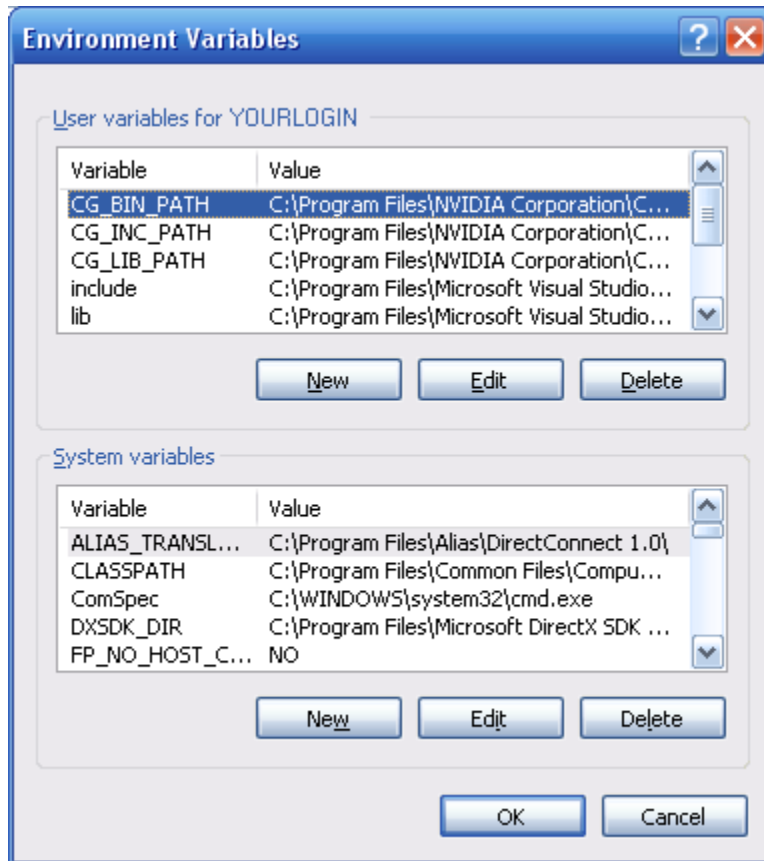 Environment Variables
User variables for YOURLOGIN
Variable Value
CG_BIN_PATH C:\Program Files\NVIDIA Corporation\C...
CG_INC_PATH C:\Program Files\NVIDIA Corporation\C...
CG_LIB_PATH C:\Program Files\NVIDIA Corporation\C...
include C:\Program Files\Microsoft Visual Studio...
lib C:\Program Files\Microsoft Visual Studio...
New Edit Delete
System variables
Variable Value
ALIAS_TRANSL... C:\Program Files\Alias\DirectConnect 1.0\
CLASSPATH C:\Program Files\Common Files\Compu...
ComSpec C:\WINDOWS\system32\cmd.exe
DXSDK_DIR C:\Program Files\Microsoft DirectX SDK ...
FP_NO_HOST_C... NO
New Edit Delete
OK Cancel